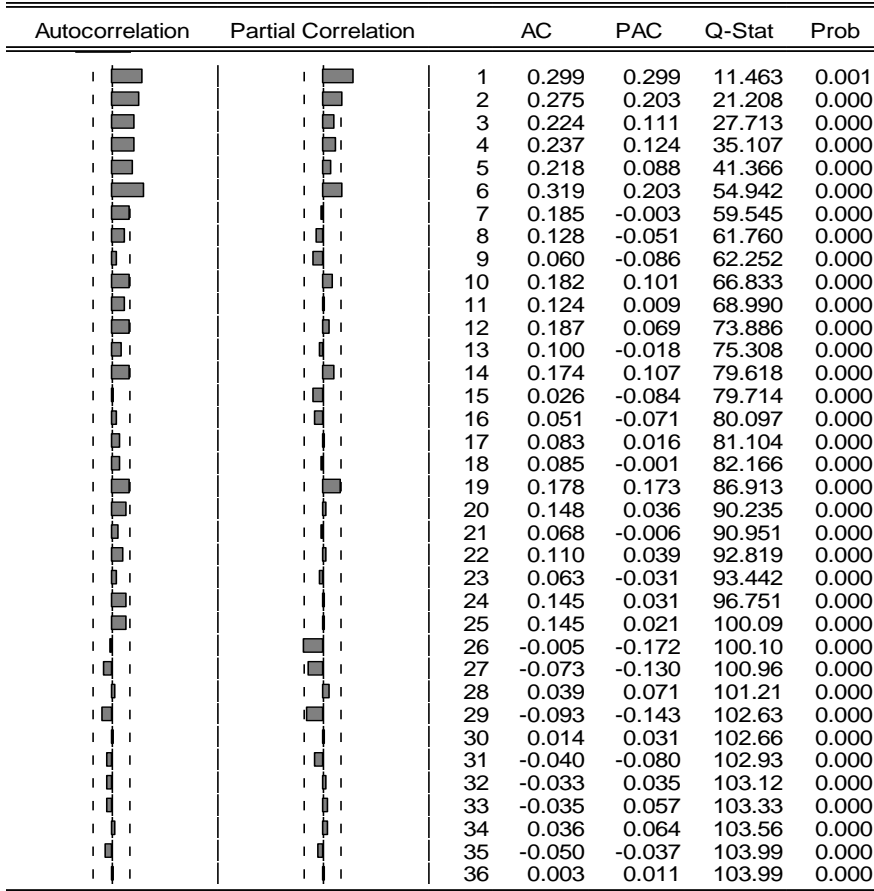 Autocorrelation Partial Correlation AC PAC Q-Stat Prob
1 0.299 0.299 11.463 0.001
2 0.275 0.203 21.208 0.000
3 0.224 0.111 27.713 0.000
4 0.237 0.124 35.107 0.000
5 0.218 0.088 41.366 0.000
6 0.319 0.203 54.942 0.000
7 0.185 -0.003 59.545 0.000
8 0.128 -0.051 61.760 0.000
9 0.060 -0.086 62.252 0.000
10 0.182 0.101 66.833 0.000
11 0.124 0.009 68.990 0.000
12 0.187 0.069 73.886 0.000
13 0.100 -0.018 75.308 0.000
14 0.174 0.107 79.618 0.000
15 0.026 -0.084 79.714 0.000
16 0.051 -0.071 80.097 0.000
17 0.083 0.016 81.104 0.000
18 0.085 -0.001 82.166 0.000
19 0.178 0.173 86.913 0.000
20 0.148 0.036 90.235 0.000
21 0.068 -0.006 90.951 0.000
22 0.110 0.039 92.819 0.000
23 0.063 -0.031 93.442 0.000
24 0.145 0.031 96.751 0.000
25 0.145 0.021 100.09 0.000
26 -0.005 -0.172 100.10 0.000
27 -0.073 -0.130 100.96 0.000
28 0.039 0.071 101.21 0.000
29 -0.093 -0.143 102.63 0.000
30 0.014 0.031 102.66 0.000
31 -0.040 -0.080 102.93 0.000
32 -0.033 0.035 103.12 0.000
33 -0.035 0.057 103.33 0.000
34 0.036 0.064 103.56 0.000
35 -0.050 -0.037 103.99 0.000
36 0.003 0.011 103.99 0.000